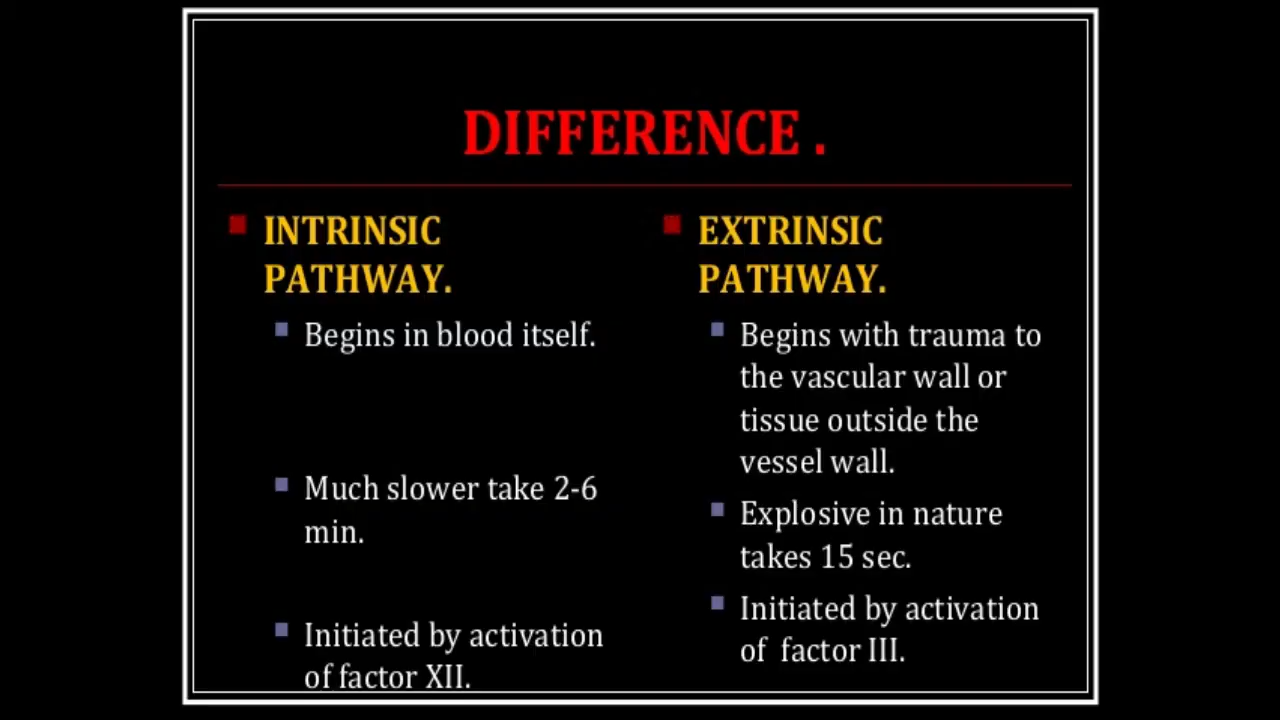 DIFFERENCE .
INTRINSIC
PATHWAY.
Begins in blood itself.
Much slower take 2-6
min.
Initiated by activation
of factor XII.
EXTRINSIC
PATHWAY.
Begins with trauma to
the vascular wall or
tissue outside the
vessel wall.
Explosive in nature
takes 15 sec.
Initiated by activation
of  factor III.